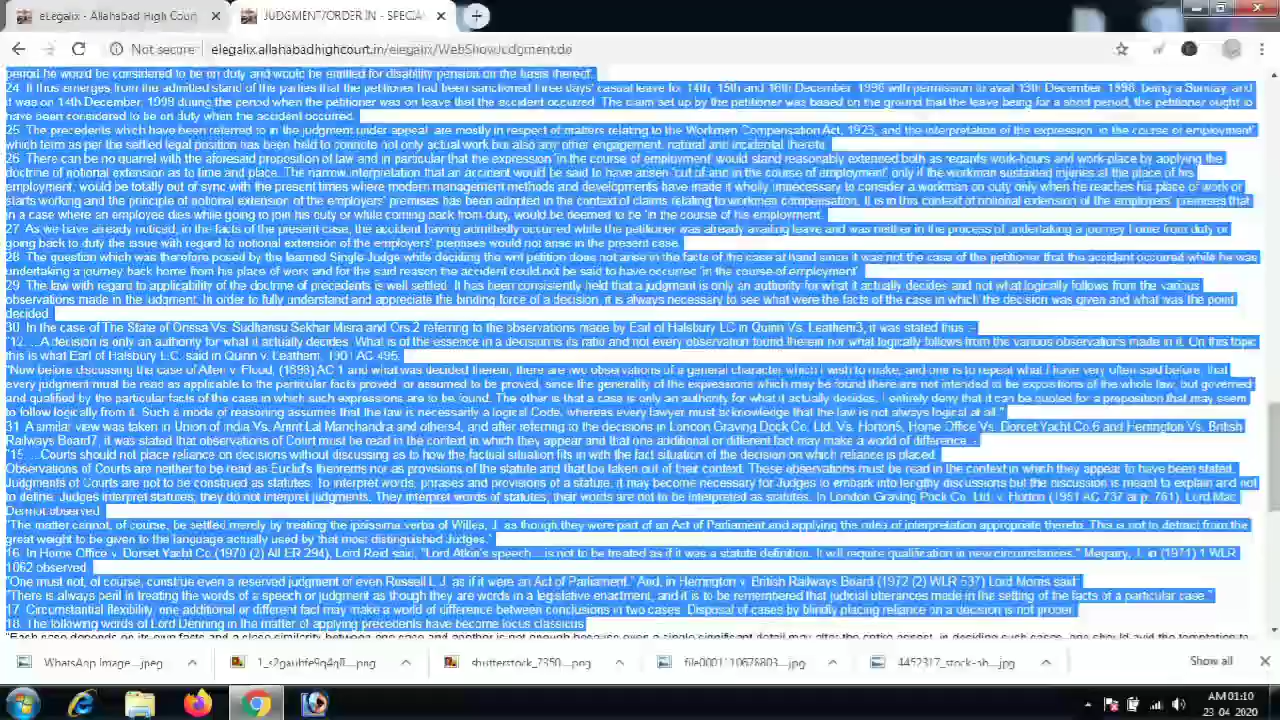 eLegalix - Allahabad High Court
JUDGMENT/ORDER IN - SPECIA
Not secure
elegalix.allahabadhighcourt.in/elegalix/WebShowJudgment.do
period he would be considered to be on duty and would be entitled for disability pension on the basis thereof.
24. It thus emerges from the admitted stand of the parties that the petitioner had been sanctioned three days' casual leave for 14th, 15th and 16th December, 1998 with permission to avail 13th December, 1998, being a Sunday, and
it was on 14th December, 1998 during the period when the petitioner was on leave that the accident occurred. The claim set up by the petitioner was based on the ground that the leave being for a short period, the petitioner ought to
have been considered to be on duty when the accident occurred.
25. The precedents which have been referred to in the judgment under appeal, are mostly in respect of matters relating to the Workmen Compensation Act, 1923, and the interpretation of the expression 'in the course of employment'
which term as per the settled legal position has been held to connote not only actual work but also any other engagement, natural and incidental thereto.
26. There can be no quarrel with the aforesaid proposition of law and in particular that the expression 'in the course of employment' would stand reasonably extended both as regards work-hours and work-place by applying the
doctrine of notional extension as to time and place. The narrow interpretation that an accident would be said to have arisen 'out of and in the course of employment' only if the workman sustained injuries at the place of his
employment, would be totally out of sync with the present times where modern management methods and developments have made it wholly unnecessary to consider a workman on duty only when he reaches his place of work or
starts working and the principle of notional extension of the employers' premises has been adopted in the context of claims relating to workmen compensation. It is in this context of notional extension of the employers' premises that
in a case where an employee dies while going to join his duty or while coming back from duty, would be deemed to be 'in the course of his employment'.
27. As we have already noticed, in the facts of the present case, the accident having admittedly occurred while the petitioner was already availing leave and was neither in the process of undertaking a journey home from duty or
going back to duty the issue with regard to notional extension of the employers' premises would not arise in the present case.
28. The question which was therefore posed by the learned Single Judge while deciding the writ petition does not arise in the facts of the case at hand since it was not the case of the petitioner that the accident occurred while he was
undertaking a journey back home from his place of work and for the said reason the accident could not be said to have occurred 'in the course of employment'.
29. The law with regard to applicability of the doctrine of precedents is well settled. It has been consistently held that a judgment is only an authority for what it actually decides and not what logically follows from the various
observations made in the judgment. In order to fully understand and appreciate the binding force of a decision, it is always necessary to see what were the facts of the case in which the decision was given and what was the point
decided.
30. In the case of The State of Orissa Vs. Sudhansu Sekhar Misra and Ors.2 referring to the observations made by Earl of Halsbury LC in Quinn Vs. Leathem3, it was stated thus :-
"12. ...A decision is only an authority for what it actually decides. What is of the essence in a decision is its ratio and not every observation found therein nor what logically follows from the various observations made in it. On this topic
this is what Earl of Halsbury L.C. said in Quinn v. Leathem, 1901 AC 495.
"Now before discussing the case of Allen v. Flood, (1898) AC 1 and what was decided therein, there are two observations of a general character which I wish to make, and one is to repeat what I have very often said before, that
every judgment must be read as applicable to the particular facts proved, or assumed to be proved, since the generality of the expressions which may be found there are not intended to be expositions of the whole law, but governed
and qualified by the particular facts of the case in which such expressions are to be found. The other is that a case is only an authority for what it actually decides. I entirely deny that it can be quoted for a proposition that may seem
to follow logically from it. Such a mode of reasoning assumes that the law is necessarily a logical Code, whereas every lawyer must acknowledge that the law is not always logical at all."
31. A similar view was taken in Union of India Vs. Amrit Lal Manchanda and others4, and after referring to the decisions in London Graving Dock Co. Ltd. Vs. Horton5, Home Office Vs. Dorset Yacht Co.6 and Herrington Vs. British
Railways Board7, it was stated that observations of Court must be read in the context in which they appear and that one additional or different fact may make a world of difference :-
"15. ...Courts should not place reliance on decisions without discussing as to how the factual situation fits in with the fact situation of the decision on which reliance is placed.
Observations of Courts are neither to be read as Euclid's theorems nor as provisions of the statute and that too taken out of their context. These observations must be read in the context in which they appear to have been stated.
Judgments of Courts are not to be construed as statutes. To interpret words, phrases and provisions of a statute, it may become necessary for Judges to embark into lengthy discussions but the discussion is meant to explain and not
to define. Judges interpret statutes, they do not interpret judgments. They interpret words of statutes; their words are not to be interpreted as statutes. In London Graving Dock Co. Ltd. v. Horton (1951 AC 737 at p. 761), Lord Mac
Dermot observed:
"The matter cannot, of course, be settled merely by treating the ipsissima verba of Willes, J. as though they were part of an Act of Parliament and applying the rules of interpretation appropriate thereto. This is not to detract from the
great weight to be given to the language actually used by that most distinguished Judges."
16. In Home Office v. Dorset Yacht Co (1970 (2) All ER 294), Lord Reid said, "Lord Atkin's speech....is not to be treated as if it was a statute definition. It will require qualification in new circumstances." Megarry, J. in (1971) 1 WLR
1062 observed:
"One must not, of course, construe even a reserved judgment of even Russell L.J. as if it were an Act of Parliament." And, in Herrington v. British Railways Board (1972 (2) WLR 537) Lord Morris said:
"There is always peril in treating the words of a speech or judgment as though they are words in a legislative enactment, and it is to be remembered that judicial utterances made in the setting of the facts of a particular case."
17. Circumstantial flexibility, one additional or different fact may make a world of difference between conclusions in two cases. Disposal of cases by blindly placing reliance on a decision is not proper.
18. The following words of Lord Denning in the matter of applying precedents have become locus classicus:
"Each case depends on its own facts and a close similarity between one case and another is not enough because even a single significant detail may alter the entire aspect, in deciding such cases, one should avoid the temptation to
WhatsApp Image....jpeg
1_s2gauhfe9q4q8....png
shutterstock_7350....png
file0001110678803....jpg
4452317_stock-ph....jpg
Show all
AM 01:10
23-04-2020